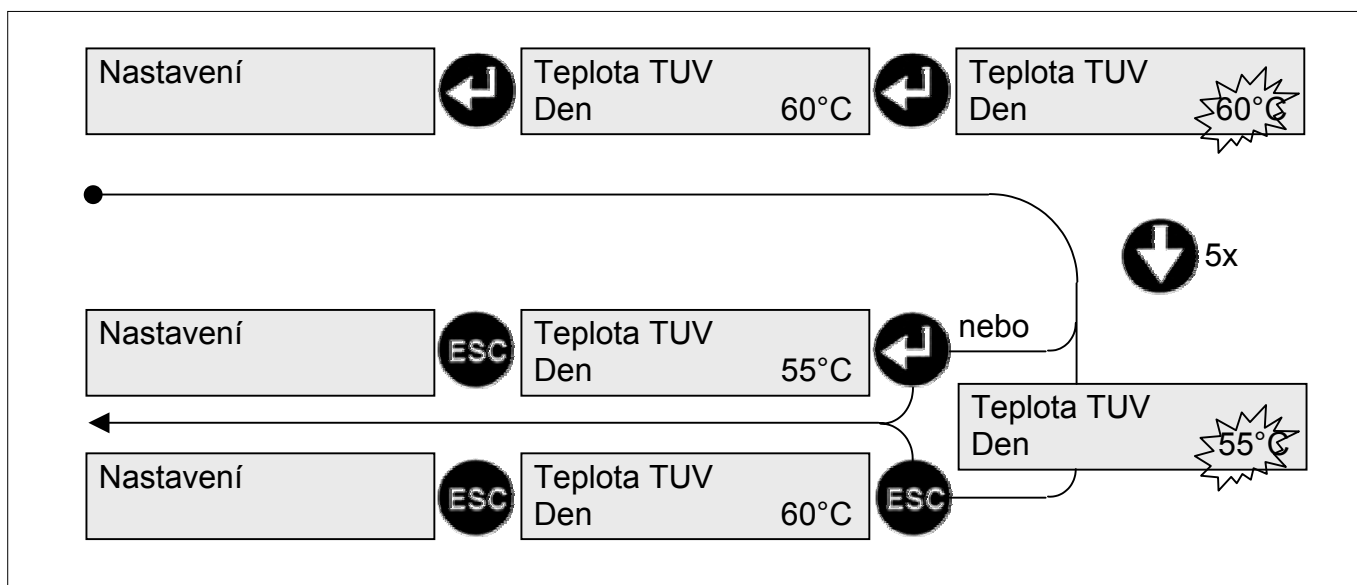 Nastavení
Teplota TUV
Den 60°C
Teplota TUV
Den 60°C
5x
Nastavení
ESC
Teplota TUV
Den 55°C
nebo
Teplota TUV
Den 55°C
Nastavení
ESC
Teplota TUV
Den 60°C
ESC